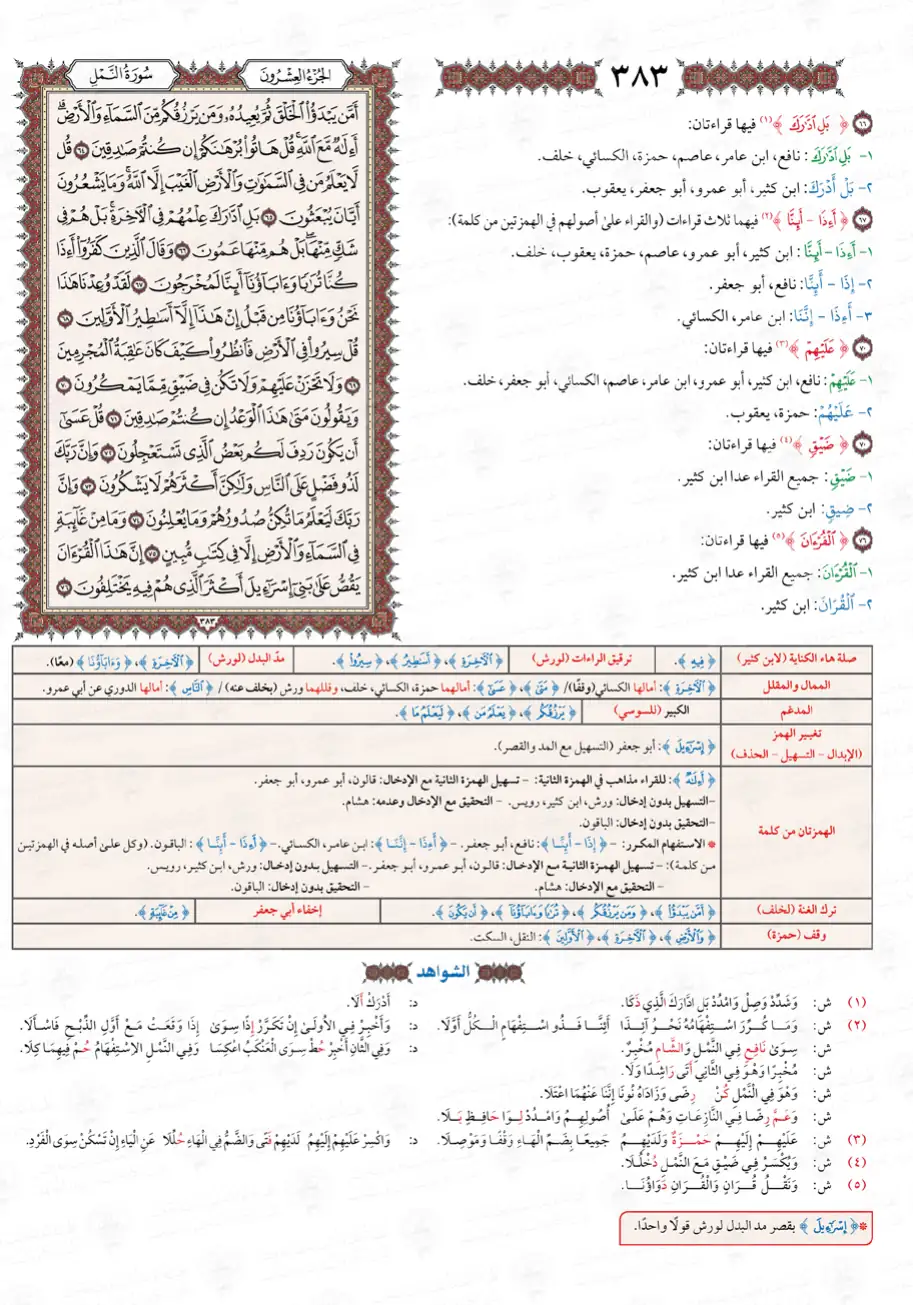 ٣٨٣
سُورَةُ النَّمْلِ
الجُزْءُ العِشْرُونَ
أَمَّن يَبْدَؤُاْ ٱلْخَلْقَ ثُمَّ يُعِيدُهُۥ وَمَن يَرْزُقُكُم مِّنَ ٱلسَّمَآءِ وَٱلْأَرْضِۗ
أَءِلَٰهٌ مَّعَ ٱللَّهِۚ قُلْ هَاتُواْ بُرْهَٰنَكُمْ إِن كُنتُمْ صَٰدِقِينَ ٦٤ قُل
لَّا يَعْلَمُ مَن فِي ٱلسَّمَٰوَٰتِ وَٱلْأَرْضِ ٱلْغَيْبَ إِلَّا ٱللَّهُۚ وَمَا يَشْعُرُونَ
أَيَّانَ يُبْعَثُونَ ٦٥ بَلِ ٱدَّٰرَكَ عِلْمُهُمْ فِي ٱلْأٓخِرَةِۚ بَلْ هُمْ فِي
شَكٍّ مِّنْهَاۖ بَلْ هُم مِّنْهَا عَمُونَ ٦٦ وَقَالَ ٱلَّذِينَ كَفَرُوٓاْ أَءِذَا
كُنَّا تُرَٰبًا وَءَابَآؤُنَآ أَئِنَّا لَمُخْرَجُونَ ٦٧ لَقَدْ وُعِدْنَا هَٰذَا
نَحْنُ وَءَابَآؤُنَا مِن قَبْلُ إِنْ هَٰذَآ إِلَّآ أَسَٰطِيرُ ٱلْأَوَّلِينَ ٦٨
قُلْ سِيرُواْ فِي ٱلْأَرْضِ فَٱنظُرُواْ كَيْفَ كَانَ عَٰقِبَةُ ٱلْمُجْرِمِينَ
٦٩ وَلَا تَحْزَنْ عَلَيْهِمْ وَلَا تَكُن فِي ضَيْقٍ مِّمَّا يَمْكُرُونَ ٧٠
وَيَقُولُونَ مَتَىٰ هَٰذَا ٱلْوَعْدُ إِن كُنتُمْ صَٰدِقِينَ ٧١ قُلْ عَسَىٰٓ
أَن يَكُونَ رَدِفَ لَكُم بَعْضُ ٱلَّذِي تَسْتَعْجِلُونَ ٧٢ وَإِنَّ رَبَّكَ
لَذُو فَضْلٍ عَلَى ٱلنَّاسِ وَلَٰكِنَّ أَكْثَرَهُمْ لَا يَشْكُرُونَ ٧٣ وَإِنَّ
رَبَّكَ لَيَعْلَمُ مَا تُكِنُّ صُدُورُهُمْ وَمَا يُعْلِنُونَ ٧٤ وَمَا مِنْ غَآئِبَةٍ
فِي ٱلسَّمَآءِ وَٱلْأَرْضِ إِلَّا فِي كِتَٰبٍ مُّبِينٍ ٧٥ إِنَّ هَٰذَا ٱلْقُرْءَانَ
يَقُصُّ عَلَىٰ بَنِيٓ إِسْرَٰٓءِيلَ أَكْثَرَ ٱلَّذِي هُمْ فِيهِ يَخْتَلِفُونَ ٧٦
٣٨٣
٦٦ ﴿ بَلِ ٱدَّٰرَكَ ﴾(١) فيها قراءتان:
١- بَلِ ٱدَّٰرَكَ: نافع، ابن عامر، عاصم، حمزة، الكسائي، خلف.
٢- بَلْ أَدْرَكَ: ابن كثير، أبو عمرو، أبو جعفر، يعقوب.
٦٧ ﴿ أَءِذَا - أَئِنَّا ﴾(٢) فيهما ثلاث قراءات (والقراء على أصولهم في الهمزتين من كلمة):
١- أَءِذَا - أَئِنَّا: ابن كثير، أبو عمرو، عاصم، حمزة، يعقوب، خلف.
٢- إِذَا - أَئِنَّا: نافع، أبو جعفر.
٣- أَءِذَا - إِنَّنَا: ابن عامر، الكسائي.
٧٠ ﴿ عَلَيْهِمْ ﴾(٣) فيها قراءتان:
١- عَلَيْهِمْ: نافع، ابن كثير، أبو عمرو، ابن عامر، عاصم، الكسائي، أبو جعفر، خلف.
٢- عَلَيْهُمْ: حمزة، يعقوب.
٧٠ ﴿ ضَيْقٍ ﴾(٤) فيها قراءتان:
١- ضَيْقٍ: جميع القراء عدا ابن كثير.
٢- ضِيقٍ: ابن كثير.
٧٦ ﴿ ٱلْقُرْءَانَ ﴾(٥) فيها قراءتان:
١- ٱلْقُرْءَانَ: جميع القراء عدا ابن كثير.
٢- ٱلْقُرَانَ: ابن كثير.
صلة هاء الكناية (لابن كثير) ﴿ فِيهِ ﴾. ترقيق الراءات (لورش) ﴿ ٱلْأَخِرَةِ ﴾، ﴿ أَسَٰطِيرُ ﴾، ﴿ سِيرُواْ ﴾. مدّ البدل (لورش) ﴿ ٱلْأَخِرَةِ ﴾، ﴿ وَءَابَآؤُنَا ﴾ (معًا).
الممال والمقلل ﴿ ٱلْأَخِرَةِ ﴾: أمالها الكسائي (وقفًا)/ ﴿ مَتَىٰ ﴾، ﴿ عَسَىٰٓ ﴾: أمالهما حمزة، الكسائي، خلف، وقللهما ورش (بخلف عنه) / ﴿ ٱلنَّاسِ ﴾: أمالها الدوري عن أبي عمرو.
المدغم الكبير (للسوسي) ﴿ يَرْزُقُكُم ﴾، ﴿ يَعْلَمُ مَن ﴾، ﴿ لَيَعْلَمُ مَا ﴾.
تغيير الهمز
(الإبدال - التسهيل - الحذف) ﴿ إِسْرَٰٓءِيلَ ﴾: أبو جعفر (التسهيل مع المد والقصر).
الهمزتان من كلمة ﴿ أَءِلَٰهٌ ﴾: للقراء مذاهب في الهمزة الثانية: - تسهيل الهمزة الثانية مع الإدخال: قالون، أبو عمرو، أبو جعفر.
-التسهيل بدون إدخال: ورش، ابن كثير، رويس. - التحقيق مع الإدخال وعدمه: هشام.
-التحقيق بدون إدخال: الباقون.
* الاستفهام المكرر: - ﴿ إِذَا - أَئِنَّا ﴾: نافع، أبو جعفر. - ﴿ أَءِذَا - إِنَّنَا ﴾: ابن عامر، الكسائي. - ﴿ أَءِذَا - أَئِنَّا ﴾: الباقون. (وكل على أصله في الهمزتين
من كلمة): - تسهيل الهمزة الثانية مع الإدخال: قالون، أبو عمرو، أبو جعفر. - التسهيل بدون إدخال: ورش، ابن كثير، رويس.
- التحقيق مع الإدخال: هشام. - التحقيق بدون إدخال: الباقون.
ترك الغنة (لخلف) ﴿ أَمَّن يَبْدَؤُاْ ﴾، ﴿ وَمَن يَرْزُقُكُم ﴾، ﴿ تُرَٰبًا وَءَابَآؤُنَآ ﴾، ﴿ أَن يَكُونَ ﴾. إخفاء أبي جعفر ﴿ مِنْ غَآئِبَةٍ ﴾.
وقف (حمزة) ﴿ وَٱلْأَرْضِ ﴾، ﴿ ٱلْأَخِرَةِ ﴾، ﴿ ٱلْأَوَّلِينَ ﴾: النقل، السكت.
الشواهد
(١) ش: وَشَدِّدْ وَصِلْ وَامْدُدْ بَلِ ادَّارَكَ الَّذِي ذَكَا. د: أَدْرَكْ أَلَا.
(٢) ش: وَمَا كُرِّرَ اسْتِفْهَامُهُ نَحْوُ آئِذَا أَئِنَّا فَذُو اسْتِفْهَامٍ الْكُلُّ أَوَّلَا. د: وَأَخْبِرْ فِي الأُولَىٰ إِنْ تَكَرَّرْ إِذًا سِوَىٰ إِذَا وَقَعَتْ مَعْ أَوَّلِ الذِّبْحِ فَاسْأَلَا.
ش: سِوَىٰ نَافِعٍ فِي النَّمْلِ وَالشَّامِ مُخْبِرٌ. د: وَفِي الثَّانِ أَخْبِرْ حُطْ سِوَى الْعَنْكَبُ اعْكِسَا وَفِي النَّمْلِ الِاسْتِفْهَامُ حُمْ فِيهِمَا كِلَا.
ش: مُخْبِرًا وَهْوَ فِي الثَّانِي أَتَى رَاشِدًا وَلَا.
ش: وَهْوَ فِي النَّمْلِ كُنْ رِضًى وَزَادَاهُ نُونًا إِنَّنَا عَنْهُمَا اعْتَلَا.
ش: وَعَمَّ رِضًا فِي النَّازِعَاتِ وَهُمْ عَلَىٰ أُصُولِهِمْ وَامْدُدْ لِوَا حَافِظٍ بَلَا.
(٣) ش: عَلَيْهِمْ إِلَيْهِمْ حَمْزَةٌ وَلَدَيْهِمُ جَمِيعًا بِضَمِّ الْهَاءِ وَقْفًا وَمَوْصِلَا. د: وَاكْسِرْ عَلَيْهِمْ إِلَيْهِمُ لَدَيْهِمْ فَتًى وَالضَّمُّ فِي الْهَاءِ حُلِّلَا عَنِ الْيَاءِ إِنْ تَسْكُنْ سِوَى الْفَرْدِ.
(٤) ش: وَيُكْسَرُ فِي ضَيْقٍ مَعَ النَّمْلِ دُخْلُلَا.
(٥) ش: وَنَقْلُ قُرَانٍ وَالْقُرَانِ دَوَاؤُنَا.
*﴿ إِسْرَٰٓءِيلَ ﴾ بقصر مد البدل لورش قولًا واحدًا.